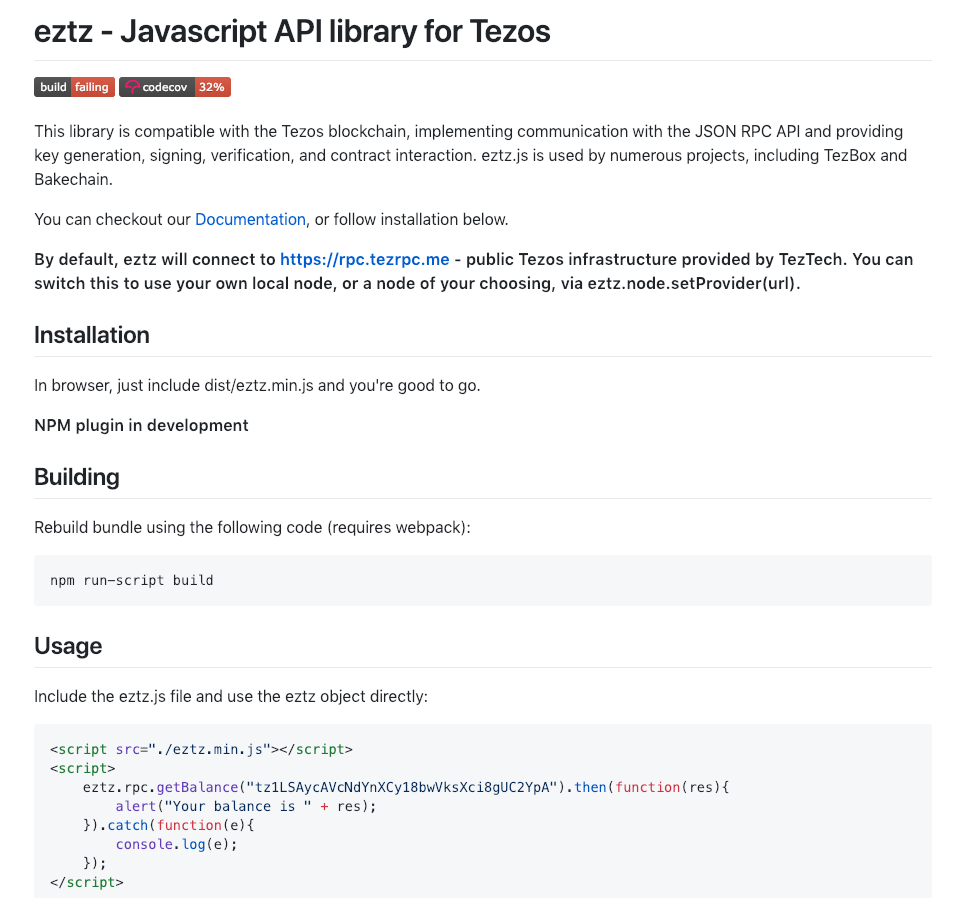 eztz - Javascript API library for Tezos
build failing codecov 32%
This library is compatible with the Tezos blockchain, implementing communication with the JSON RPC API and providing
key generation, signing, verification, and contract interaction. eztz.js is used by numerous projects, including TezBox and
Bakechain.
You can checkout our Documentation, or follow installation below.
By default, eztz will connect to https://rpc.tezrpc.me - public Tezos infrastructure provided by TezTech. You can
switch this to use your own local node, or a node of your choosing, via eztz.node.setProvider(url).
Installation
In browser, just include dist/eztz.min.js and you're good to go.
NPM plugin in development
Building
Rebuild bundle using the following code (requires webpack):
npm run-script build
Usage
Include the eztz.js file and use the eztz object directly:
<script src="./eztz.min.js"></script>
<script>
    eztz.rpc.getBalance("tz1LSAycAVcNdYnXCy18bwVksXci8gUC2YpA").then(function(res){
        alert("Your balance is " + res);
    }).catch(function(e){
        console.log(e);
    });
</script>